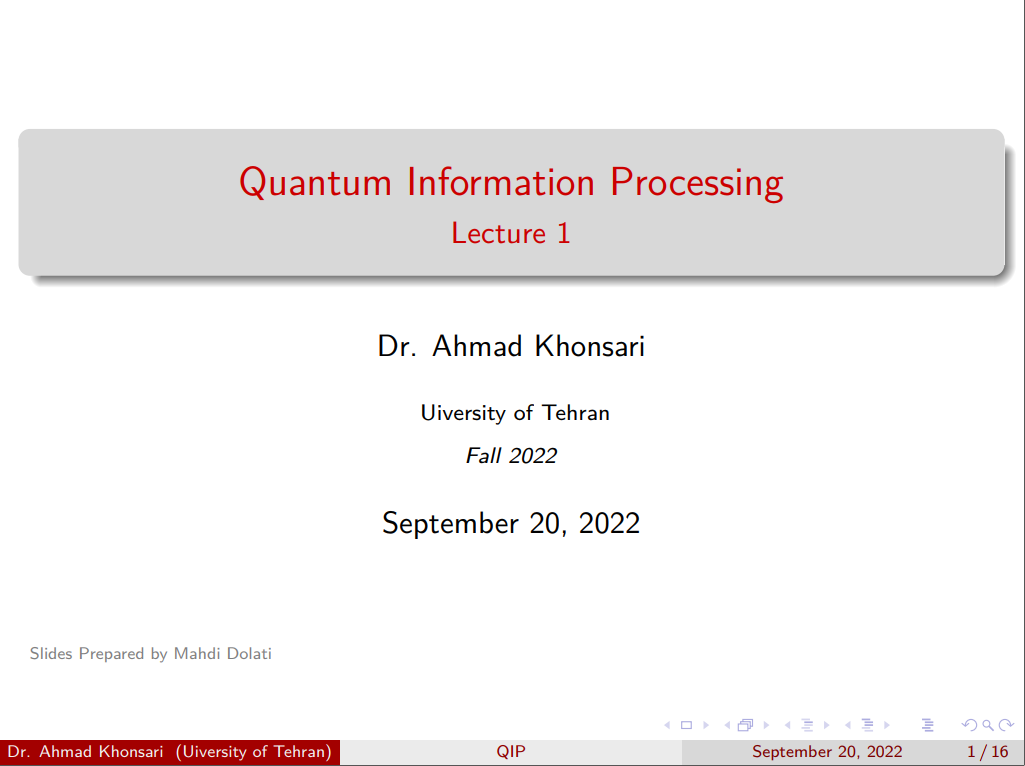 Quantum Information Processing
Lecture 1
Dr. Ahmad Khonsari
Uiversity of Tehran
Fall 2022
September 20, 2022
Slides Prepared by Mahdi Dolati
Dr. Ahmad Khonsari (Uiversity of Tehran) QIP September 20, 2022 1 / 16